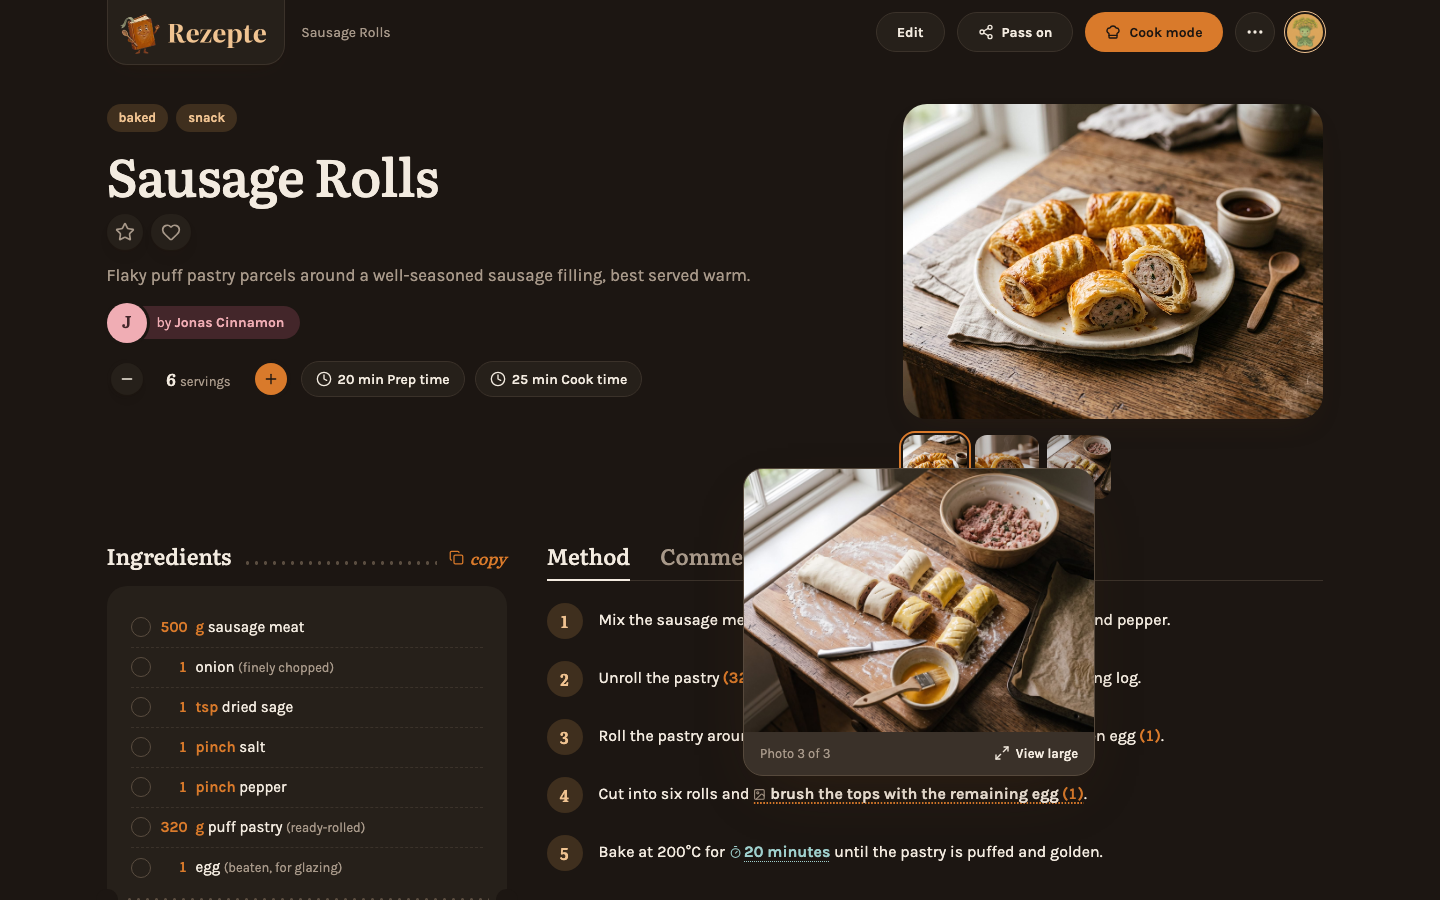 Rezepte
Sausage Rolls
Edit
Pass on
Cook mode
baked
snack
Sausage Rolls
Flaky puff pastry parcels around a well-seasoned sausage filling, best served warm.
J
by Jonas Cinnamon
6 servings
20 min Prep time
25 min Cook time
Ingredients
copy
500 g sausage meat
1 onion (finely chopped)
1 tsp dried sage
1 pinch salt
1 pinch pepper
320 g puff pastry (ready-rolled)
1 egg (beaten, for glazing)
Method
Comme
1 Mix the sausage me nd pepper.
2 Unroll the pastry (32 ng log.
3 Roll the pastry arou n egg (1).
Photo 3 of 3
View large
4 Cut into six rolls and brush the tops with the remaining egg (1).
5 Bake at 200°C for 20 minutes until the pastry is puffed and golden.